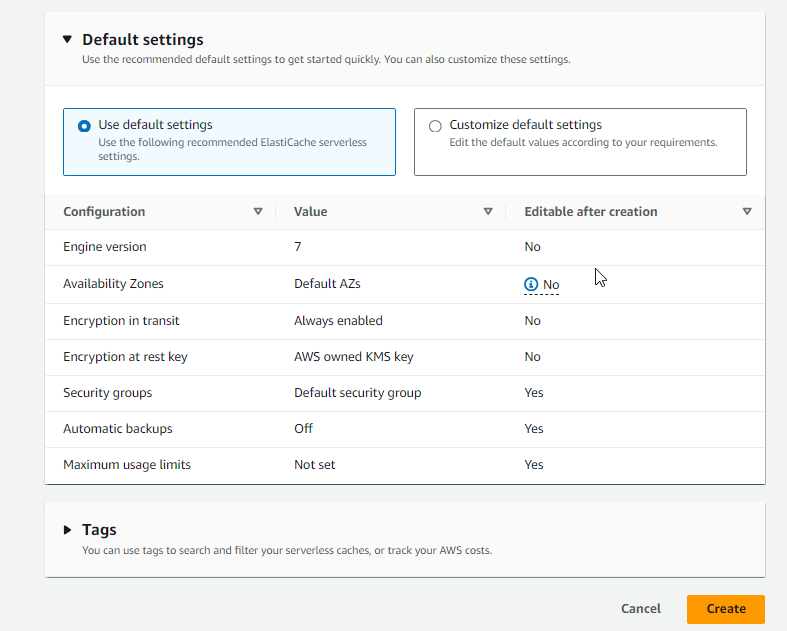 Default settings
Use the recommended default settings to get started quickly. You can also customize these settings.
Use default settings
Use the following recommended ElastiCache serverless
settings.
Customize default settings
Edit the default values according to your requirements.
Configuration Value Editable after creation
Engine version 7 No
Availability Zones Default AZs No
Encryption in transit Always enabled No
Encryption at rest key AWS owned KMS key No
Security groups Default security group Yes
Automatic backups Off Yes
Maximum usage limits Not set Yes
Tags
You can use tags to search and filter your serverless caches, or track your AWS costs.
Cancel Create